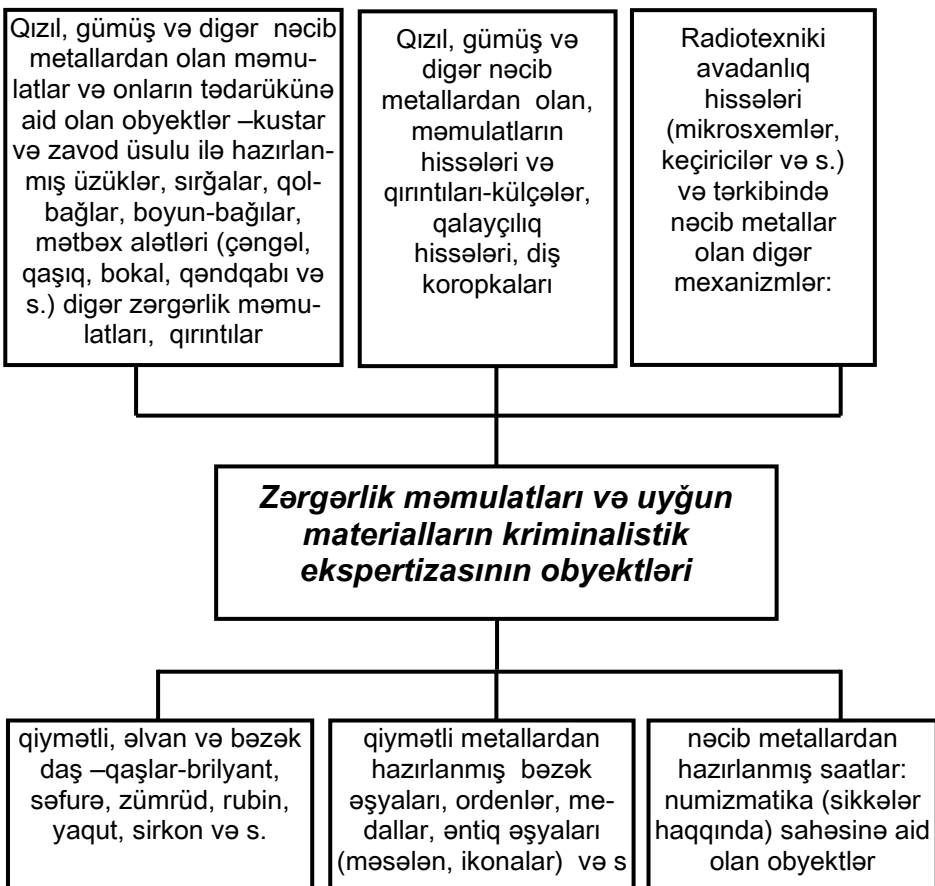 Qızıl, gümüş və digər nəcib
metallardan olan məmu-
latlar və onların tədarükünə
aid olan obyektlər –kustar
və zavod üsulu ilə hazırlan-
mış üzüklər, sırğalar, qol-
bağlar, boyun-bağılar,
mətbəx alətləri (çəngəl,
qaşıq, bokal, qəndqabı və
s.) digər zərgərlik məmu-
latları, qırıntılar
Qızıl, gümüş və
digər nəcib
metallardan olan,
məmulatların
hissələri və
qırıntıları-külçələr,
qalayçılıq
hissələri, diş
koropkaları
Radiotexniki
avadanlıq
hissələri
(mikrosxemlər,
keçiricilər və s.)
və tərkibində
nəcib metallar
olan digər
mexanizmlər:
Zərgərlik məmulatları və uyğun
materialların kriminalistik
ekspertizasının obyektləri
qiymətli, əlvan və bəzək
daş –qaşlar-brilyant,
səfurə, zümrüd, rubin,
yaqut, sirkon və s.
qiymətli metallardan
hazırlanmış bəzək
əşyaları, ordenlər, me-
dallar, əntiq əşyaları
(məsələn, ikonalar) və s
nəcib metallardan
hazırlanmış saatlar:
numizmatika (sikkələr
haqqında) sahəsinə aid
olan obyektlər